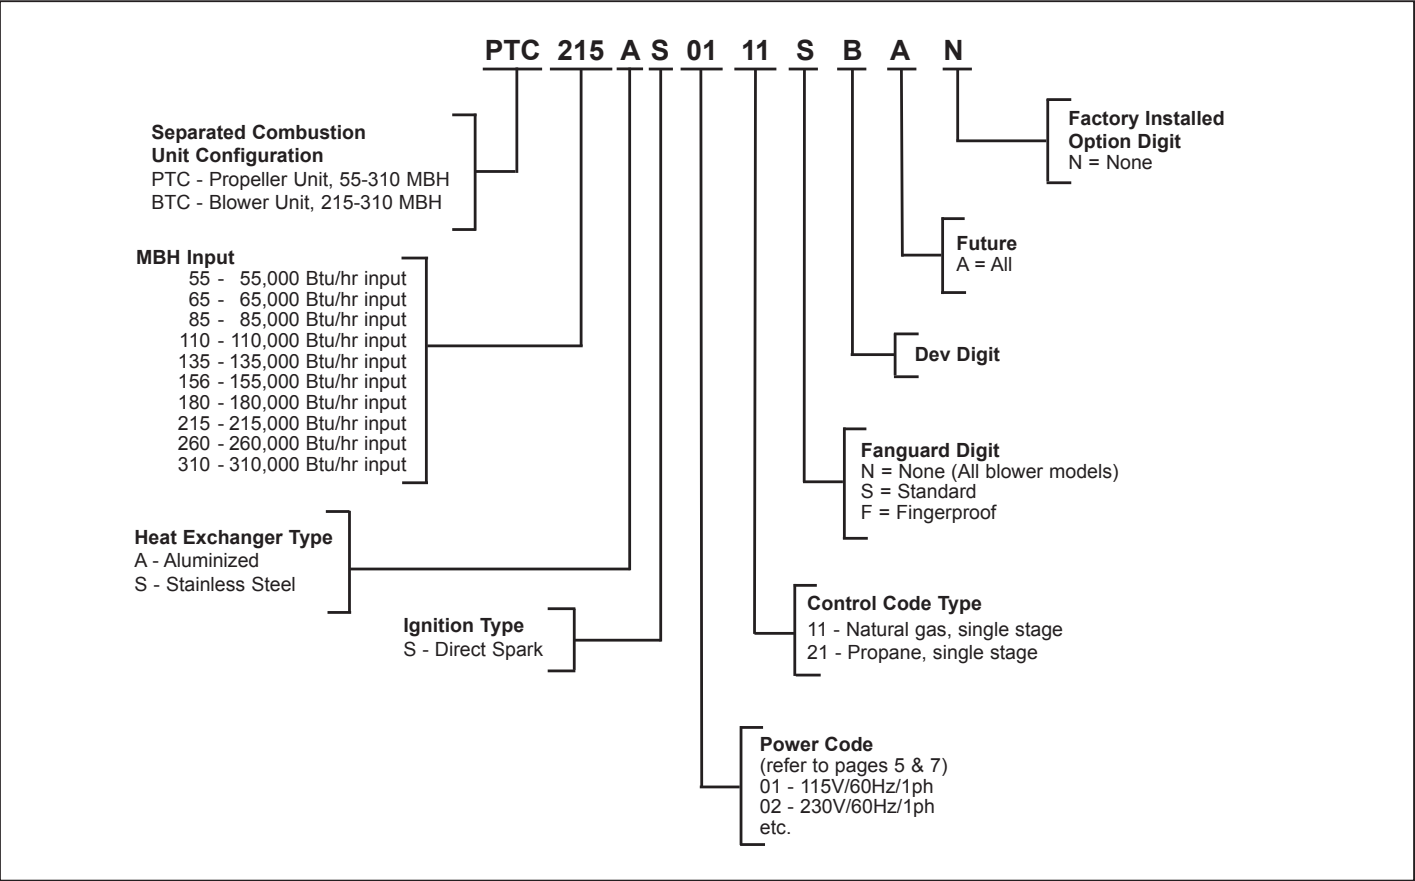 PTC 215 A S 01 11 S B A N
Separated Combustion
Unit Configuration
PTC - Propeller Unit, 55-310 MBH
BTC - Blower Unit, 215-310 MBH
MBH Input
55 - 55,000 Btu/hr input
65 - 65,000 Btu/hr input
85 - 85,000 Btu/hr input
110 - 110,000 Btu/hr input
135 - 135,000 Btu/hr input
156 - 155,000 Btu/hr input
180 - 180,000 Btu/hr input
215 - 215,000 Btu/hr input
260 - 260,000 Btu/hr input
310 - 310,000 Btu/hr input
Heat Exchanger Type
A - Aluminized
S - Stainless Steel
Ignition Type
S - Direct Spark
Factory Installed
Option Digit
N = None
Future
A = All
Dev Digit
Fanguard Digit
N = None (All blower models)
S = Standard
F = Fingerproof
Control Code Type
11 - Natural gas, single stage
21 - Propane, single stage
Power Code
(refer to pages 5 & 7)
01 - 115V/60Hz/1ph
02 - 230V/60Hz/1ph
etc.